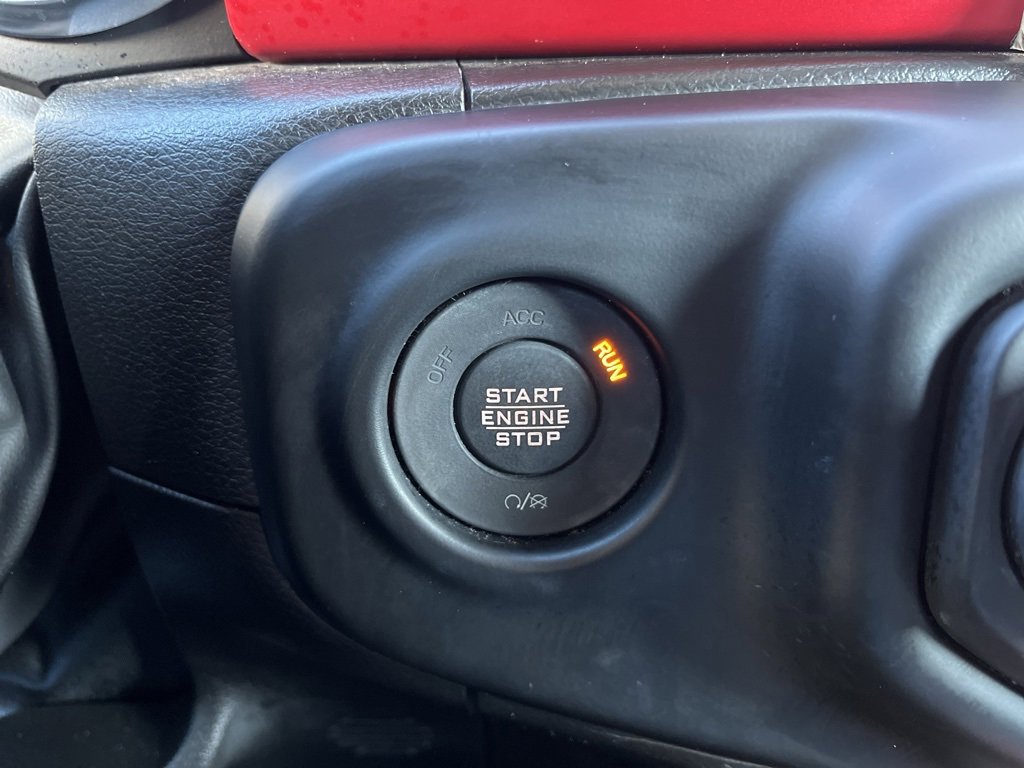 ACC
OFF
RUN
START
ENGINE
STOP